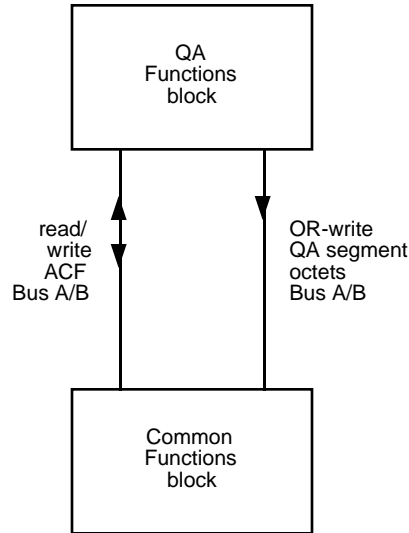 QA
Functions
block
read/
write
ACF
Bus A/B
OR-write
QA segment
octets
Bus A/B
Common
Functions
block